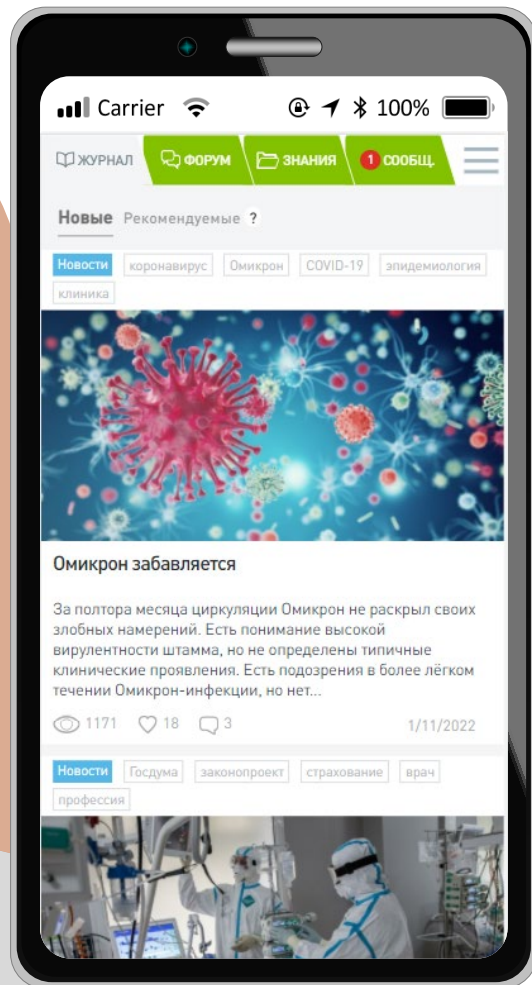 Carrier 100%
ЖУРНАЛ ФОРУМ ЗНАНИЯ 1 СООБЩ.
Новые Рекомендуемые ?
Новости коронавирус Омикрон COVID-19 эпидемиология
клиника
Омикрон забавляется
За полтора месяца циркуляции Омикрон не раскрыл своих
злобных намерений. Есть понимание высокой
вирулентности штамма, но не определены типичные
клинические проявления. Есть подозрения в более лёгком
течении Омикрон-инфекции, но нет...
1171 18 3 1/11/2022
Новости Госдума законопроект страхование врач
профессия